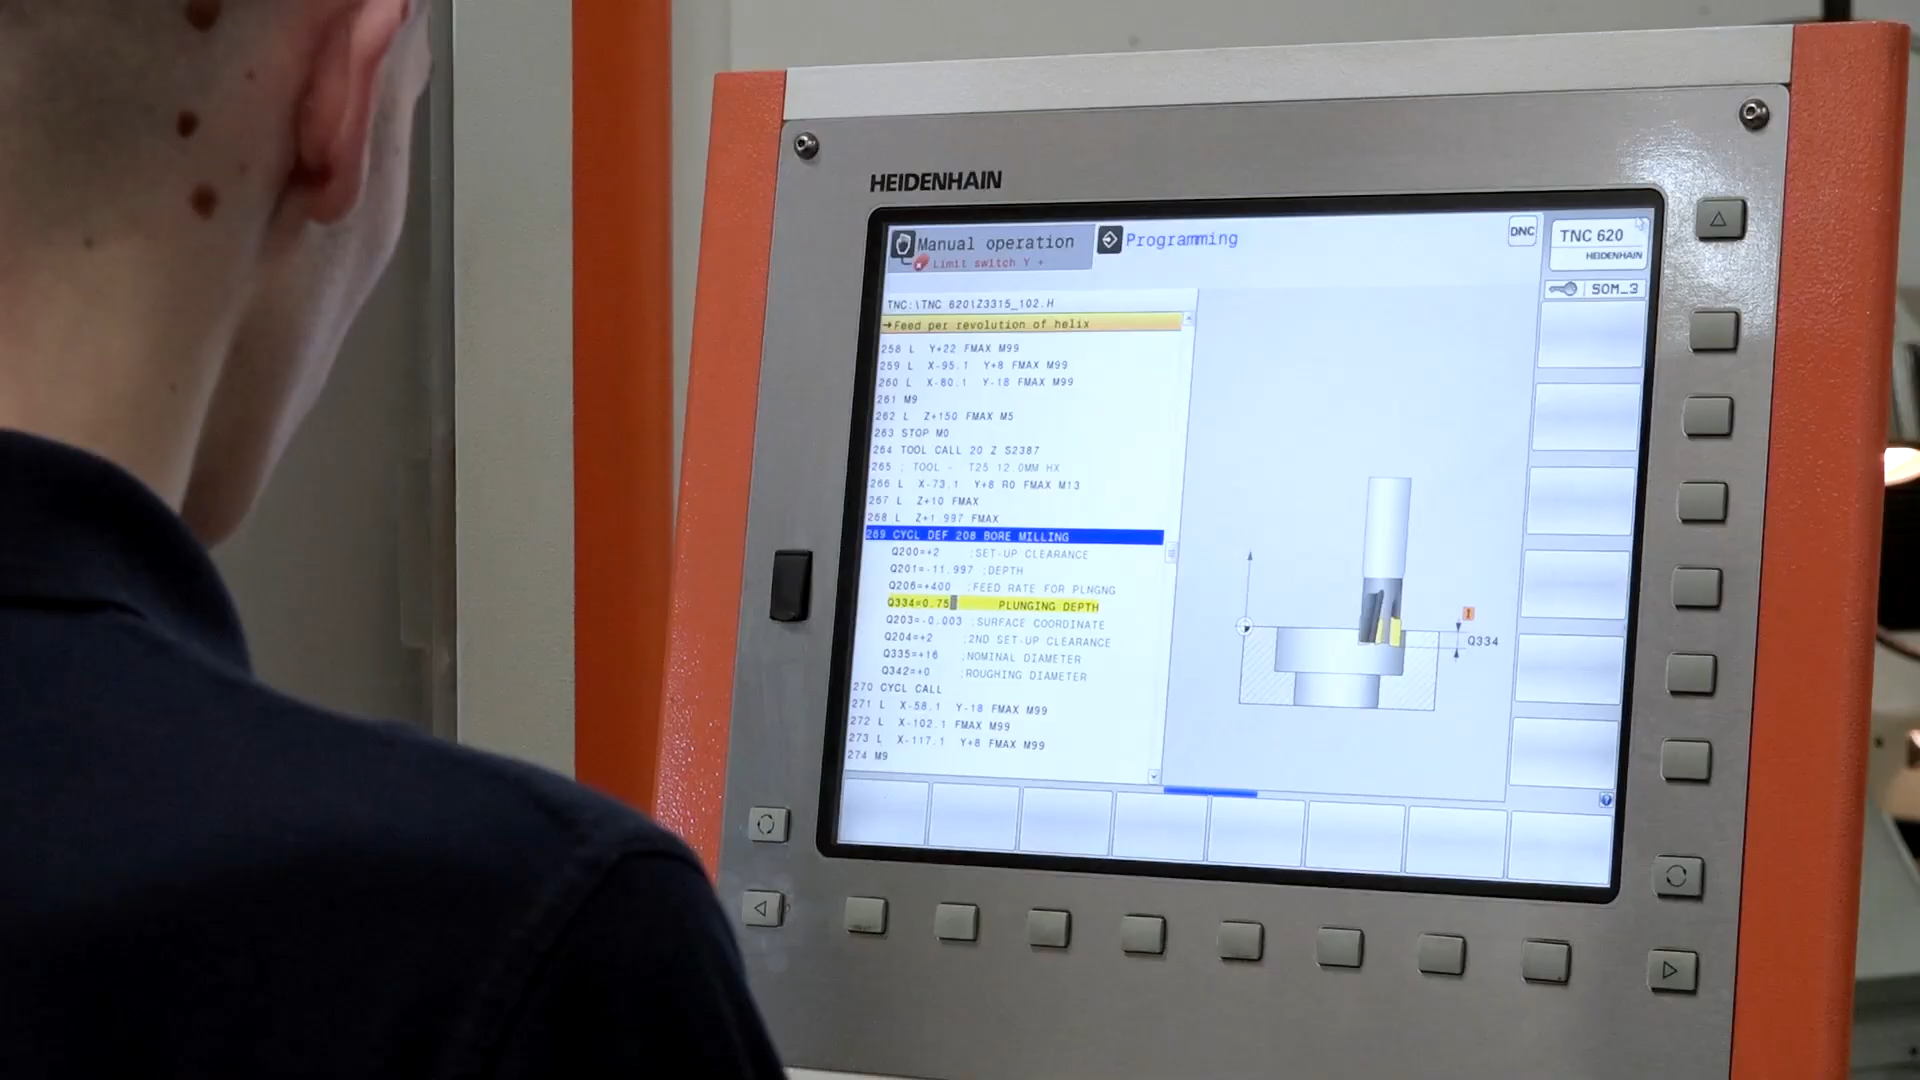 HEIDENHAIN
Manual operation
Limit switch Y +
Programming
DNC
TNC 620
HEIDENHAIN
SOM_3
TNC:\TNC 620\Z3315_102.H
→Feed per revolution of helix
258 L Y+22 FMAX M99
259 L X-95.1 Y+8 FMAX M99
260 L X-80.1 Y-18 FMAX M99
261 M9
262 L Z+150 FMAX M5
263 STOP M0
264 TOOL CALL 20 Z S2387
265 ; TOOL - T25 12.0MM HX
266 L X-73.1 Y+8 R0 FMAX M13
267 L Z+10 FMAX
268 L Z+1.997 FMAX
269 CYCL DEF 208 BORE MILLING
Q200=+2 ;SET-UP CLEARANCE
Q201=-11.997 ;DEPTH
Q206=+400 ;FEED RATE FOR PLNGNG
Q334=0.75 PLUNGING DEPTH
Q203=-0.003 ;SURFACE COORDINATE
Q204=+2 ;2ND SET-UP CLEARANCE
Q335=+16 ;NOMINAL DIAMETER
Q342=+0 ;ROUGHING DIAMETER
270 CYCL CALL
271 L X-58.1 Y-18 FMAX M99
272 L X-102.1 FMAX M99
273 L X-117.1 Y+8 FMAX M99
274 M9
I
Q334
?